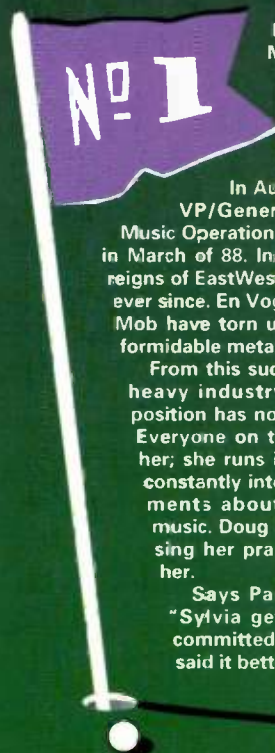 Nº 1
In Au
VP/Gener
Music Operation
in March of 88. In
reigns of EastWes
ever since. En Vog
Mob have torn u
formidable meta
From this suc
heavy industry
position has no
Everyone on t
her; she runs i
constantly inte
ments about
music. Doug
sing her pra
her.
Says Pa
"Sylvia ge
committed
said it bett